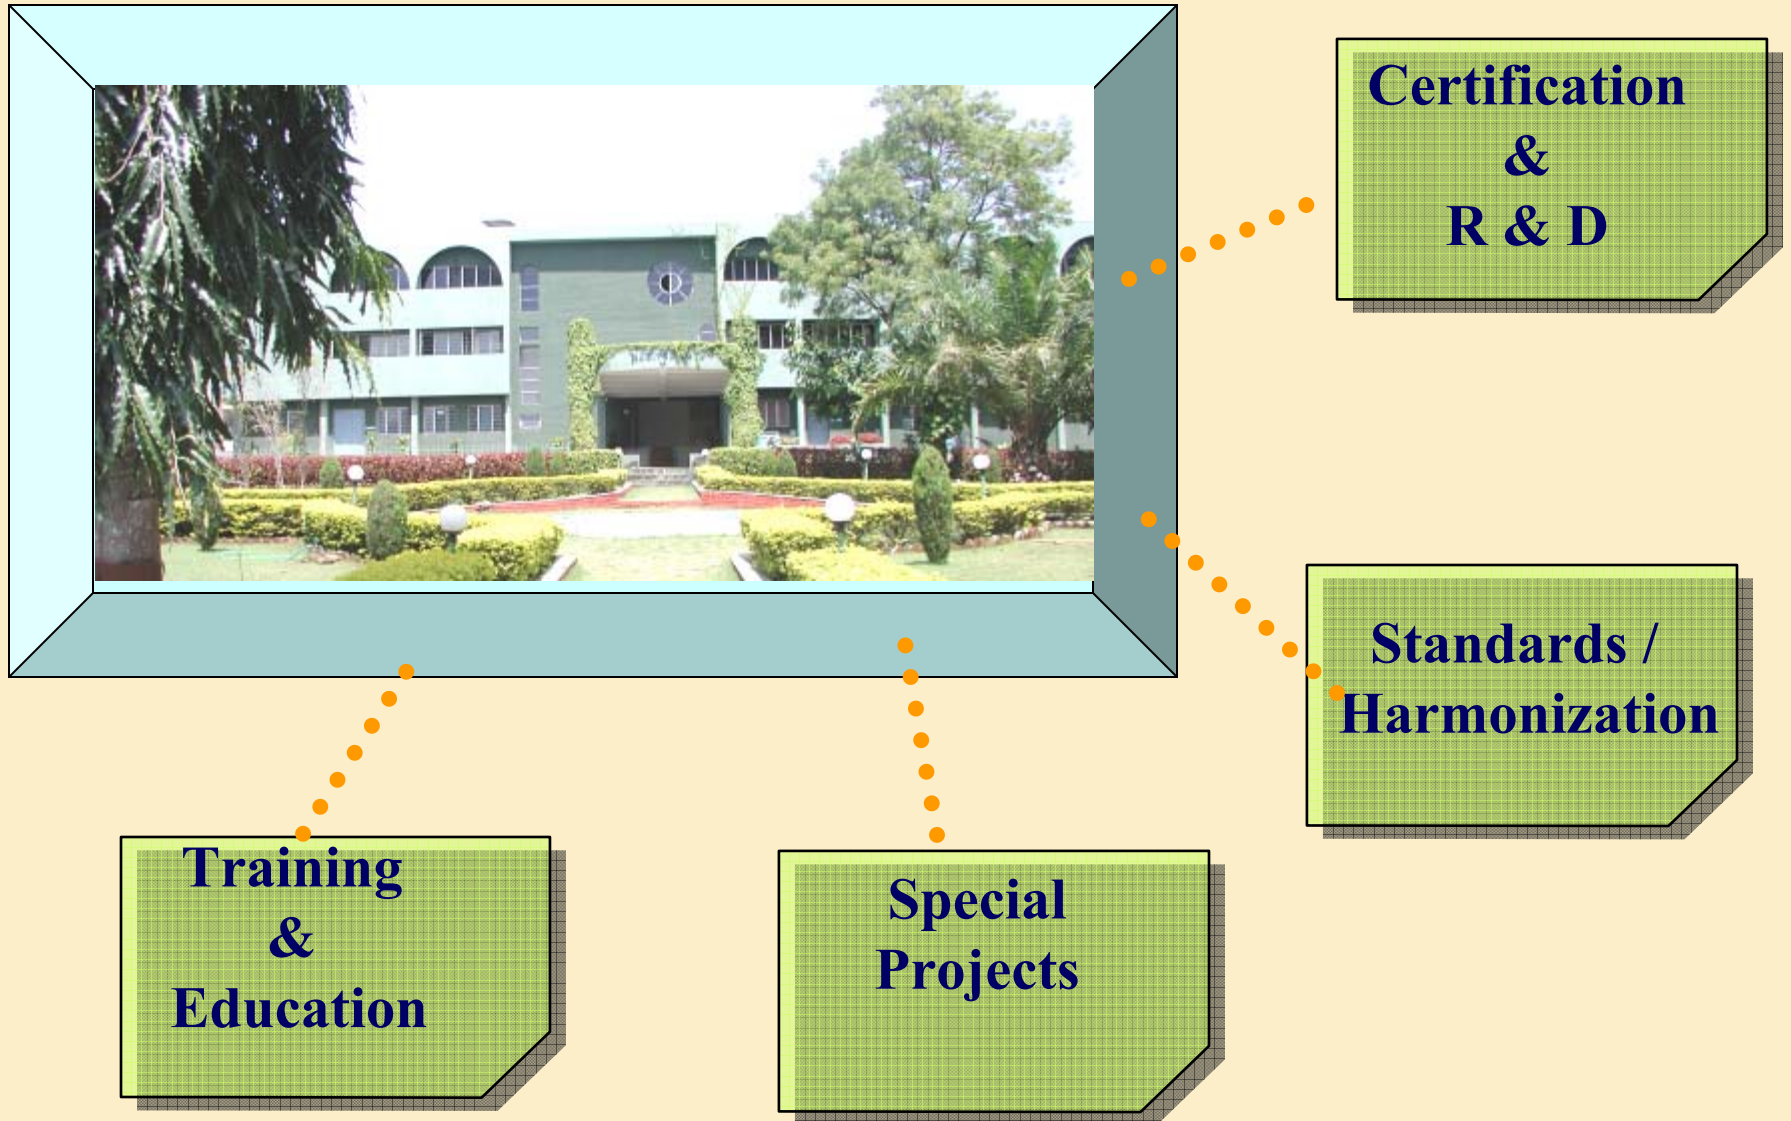 Certification
&
R & D
Standards /
Harmonization
Training
&
Education
Special
Projects